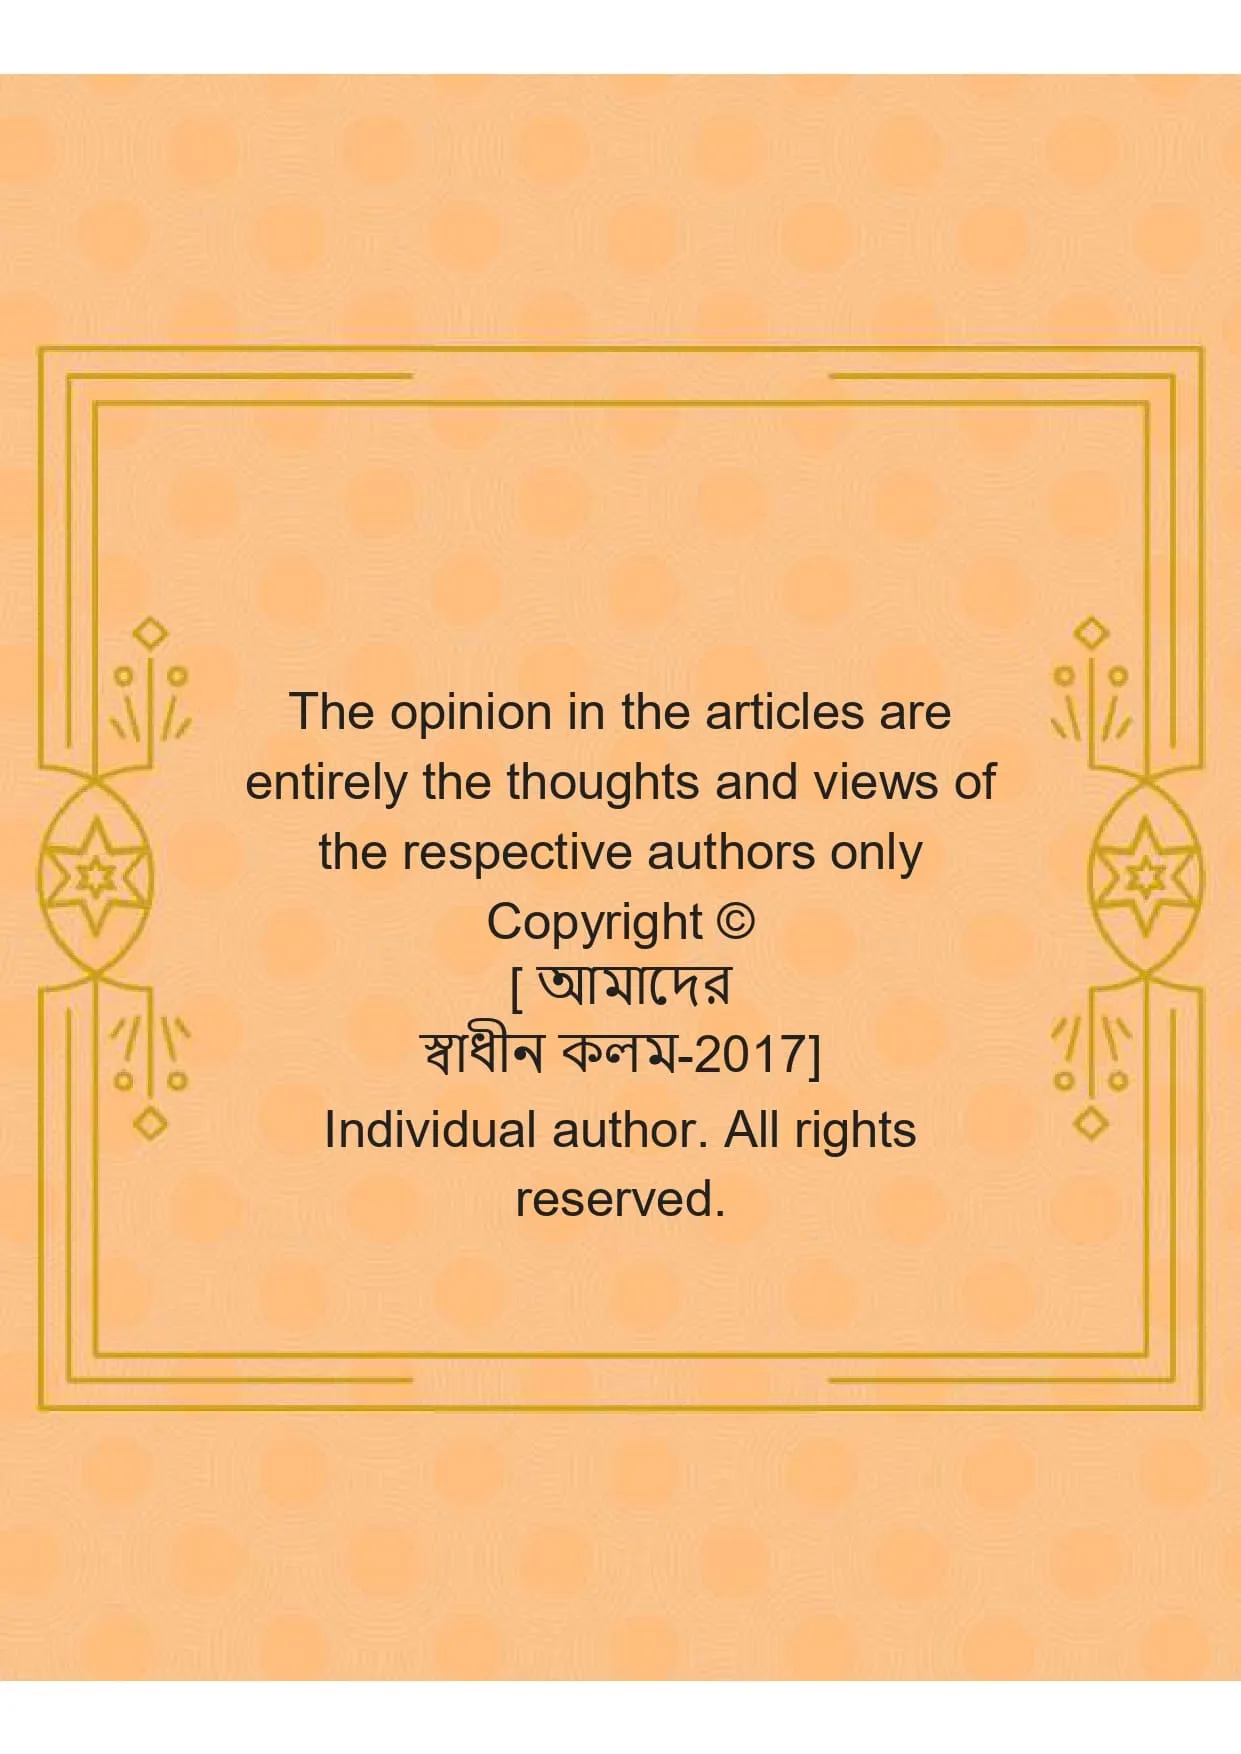 The opinion in the articles are
entirely the thoughts and views of
the respective authors only
Copyright ©
[ আমাদের
স্বাধীন কলম-2017]
Individual author. All rights
reserved.